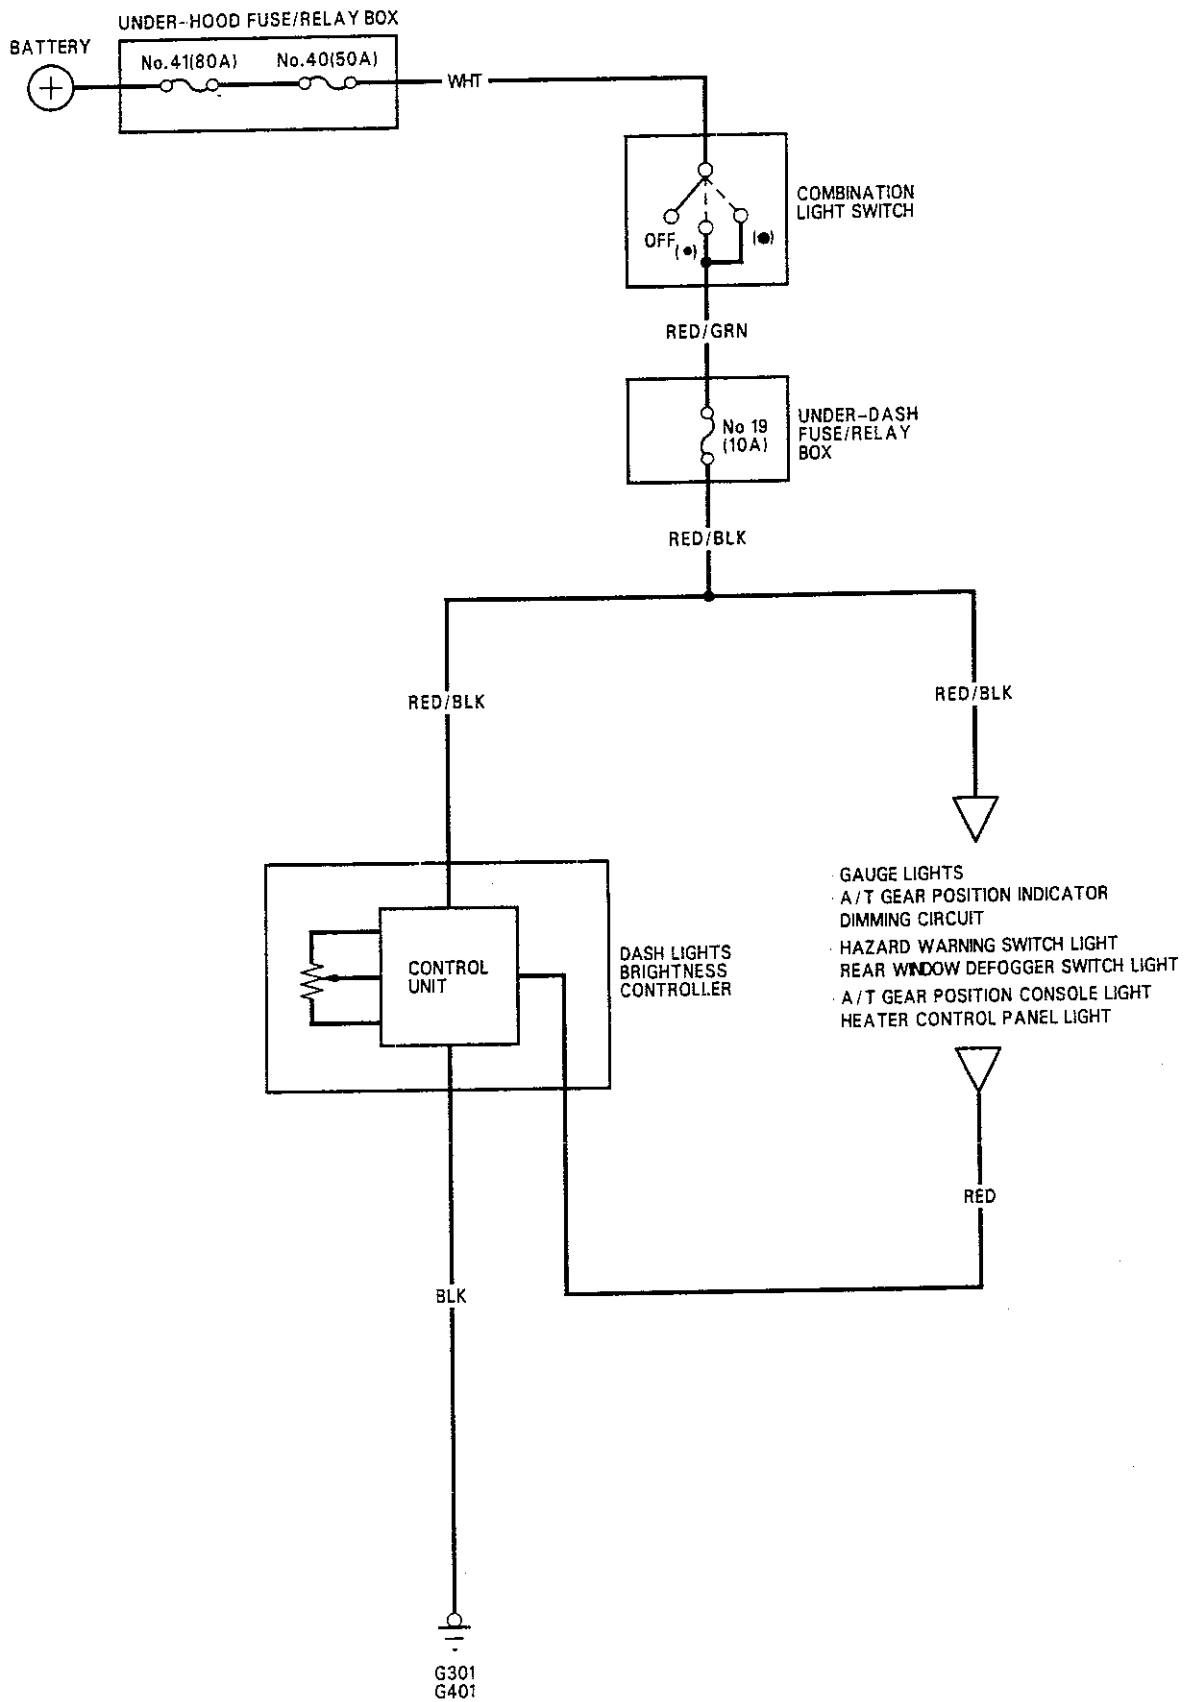 UNDER-HOOD FUSE/RELAY BOX
BATTERY
No.41(80A)
No.40(50A)
WHT
COMBINATION
LIGHT SWITCH
OFF
(●)
(●)
RED/GRN
No 19
(10A)
UNDER-DASH
FUSE/RELAY
BOX
RED/BLK
RED/BLK
RED/BLK
· GAUGE LIGHTS
· A/T GEAR POSITION INDICATOR
DIMMING CIRCUIT
· HAZARD WARNING SWITCH LIGHT
REAR WINDOW DEFOGGER SWITCH LIGHT
· A/T GEAR POSITION CONSOLE LIGHT
HEATER CONTROL PANEL LIGHT
CONTROL
UNIT
DASH LIGHTS
BRIGHTNESS
CONTROLLER
RED
BLK
G301
G401